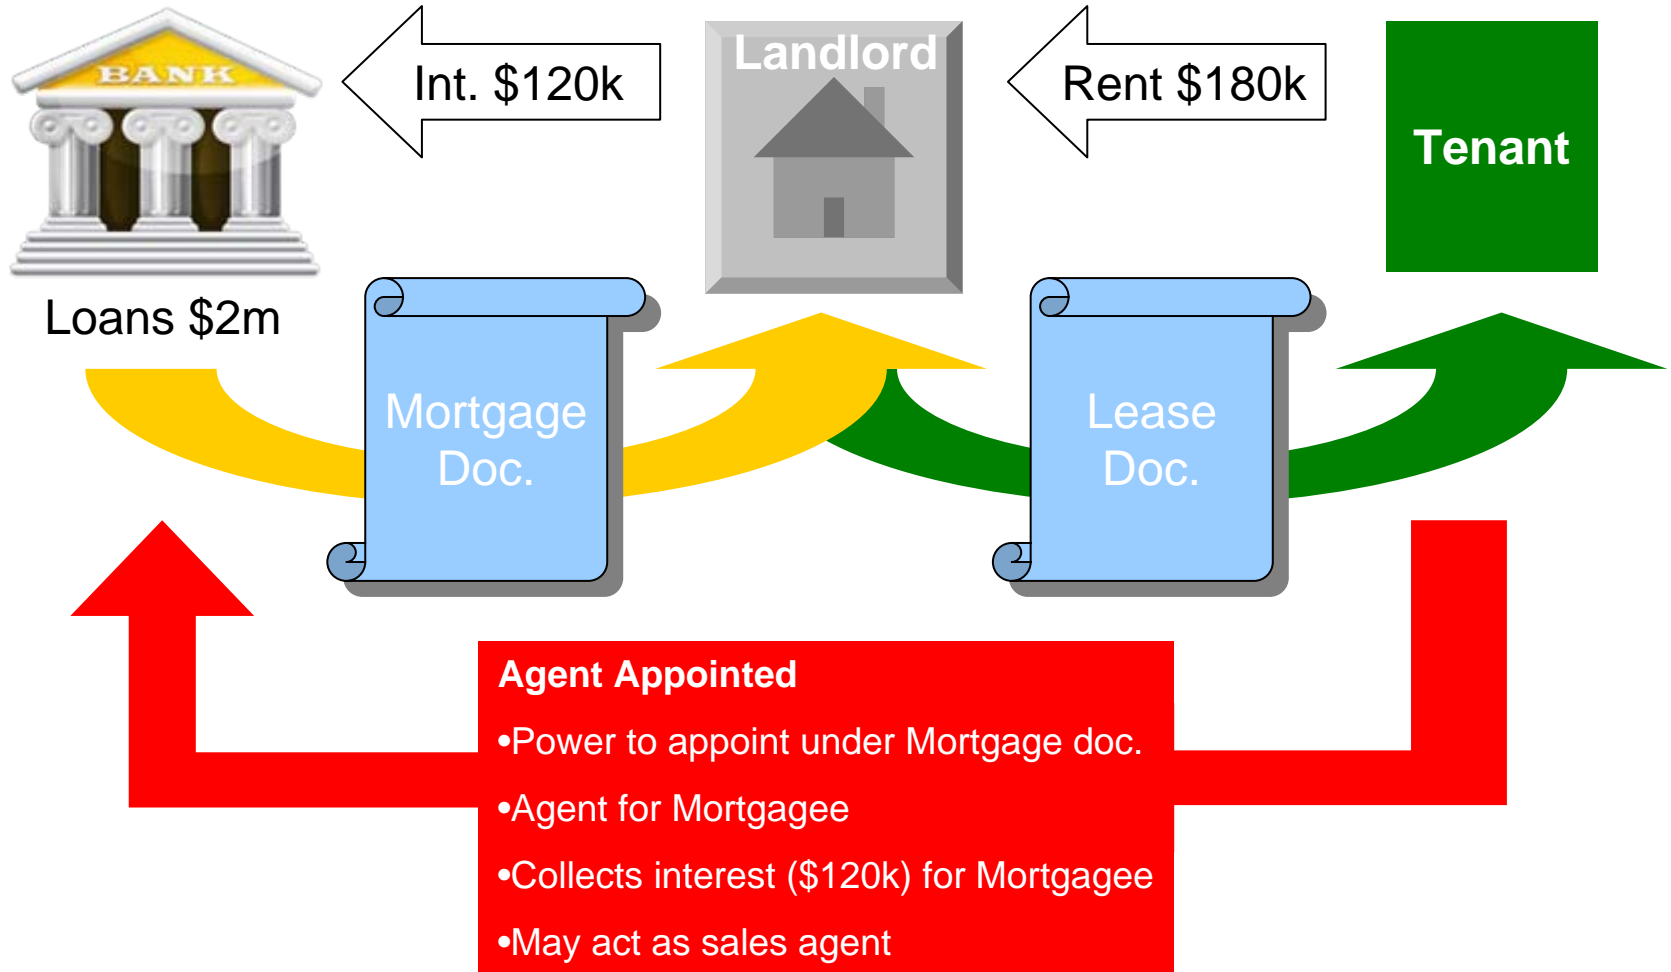 BANK
Int. $120k
Landlord
Rent $180k
Tenant
Loans $2m
Mortgage
Doc.
Lease
Doc.
Agent Appointed
•Power to appoint under Mortgage doc.
•Agent for Mortgagee
•Collects interest ($120k) for Mortgagee
•May act as sales agent